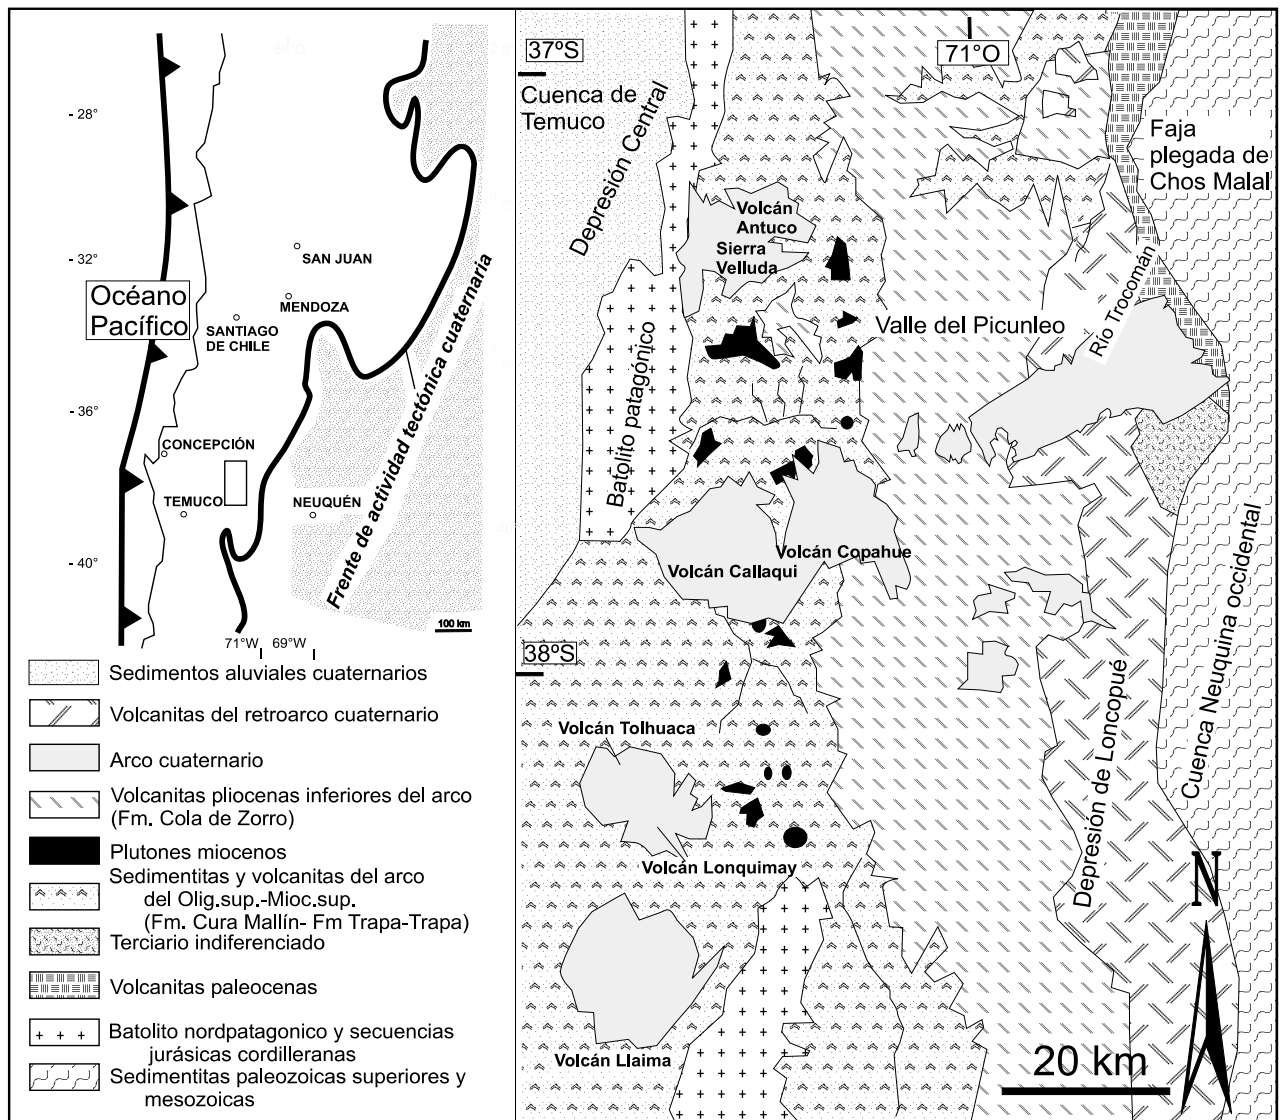 - 28°
- 32°
- 36°
- 40°
Océano
Pacífico
SAN JUAN
MENDOZA
SANTIAGO
DE CHILE
CONCEPCIÓN
TEMUCO
NEUQUÉN
Frente de actividad tectónica cuaternaria
100 km
71°W 69°W
Sedimentos aluviales cuaternarios
Volcanitas del retroarco cuaternario
Arco cuaternario
Volcanitas pliocenas inferiores del arco
(Fm. Cola de Zorro)
Plutones miocenos
Sedimentitas y volcanitas del arco
del Olig.sup.-Mioc.sup.
(Fm. Cura Mallín- Fm Trapa-Trapa)
Terciario indiferenciado
Volcanitas paleocenas
Batolito nordpatagonico y secuencias
jurásicas cordilleranas
Sedimentitas paleozoicas superiores y
mesozoicas
37ºS
71°O
Cuenca de
Temuco
Depresión Central
Faja
plegada de
Chos Malal
Volcán
Antuco
Sierra
Velluda
Río Trocomán
Valle del Picunleo
Batolito patagónico
Volcán Copahue
Volcán Callaqui
38ºS
Cuenca Neuquina occidental
Depresión de Loncopué
Volcán Tolhuaca
Volcán Lonquimay
N
Volcán Llaima
20 km